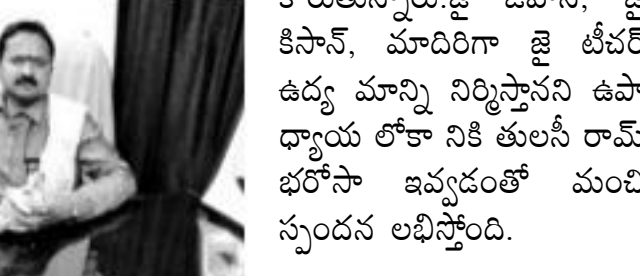 కోరుతున్నారు.జై జవాన్, జై
కిసాన్, మాదిరిగా జై టీచర్
ఉద్య మాన్ని నిర్మిస్తానని ఉపా
ధ్యాయ లోకా నికి తులసీ రామ్
భరోసా ఇవ్వడంతో మంచి
స్పందన లభిస్తోంది.